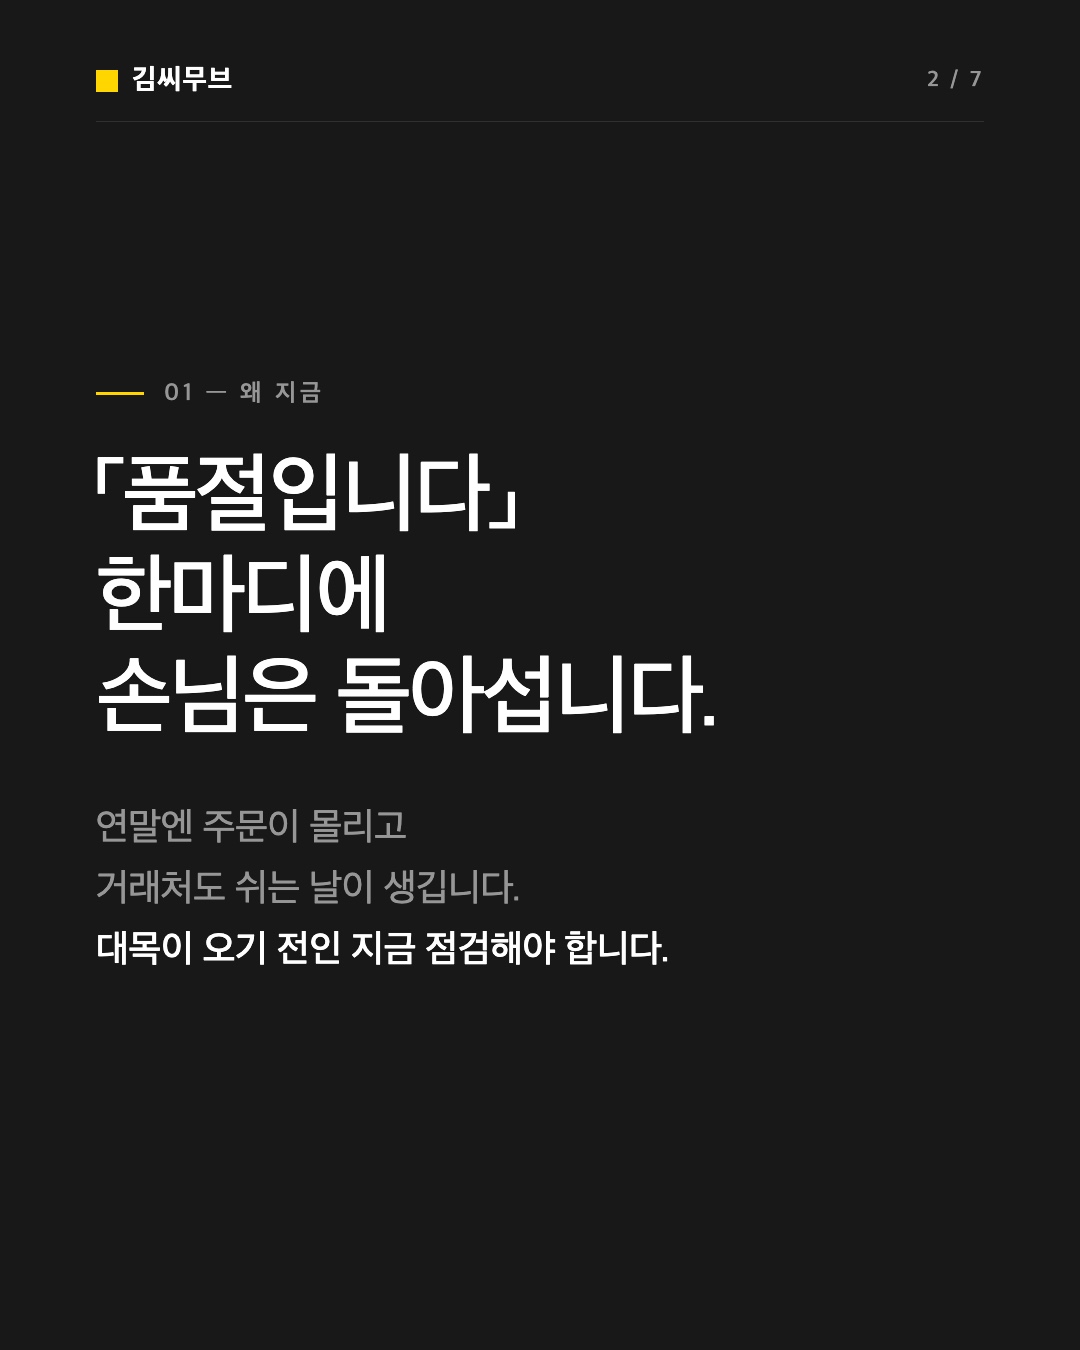 김씨무브
2 / 7
01 — 왜 지금
「품절입니다」
한마디에
손님은 돌아섭니다.
연말엔 주문이 몰리고
거래처도 쉬는 날이 생깁니다.
대목이 오기 전인 지금 점검해야 합니다.